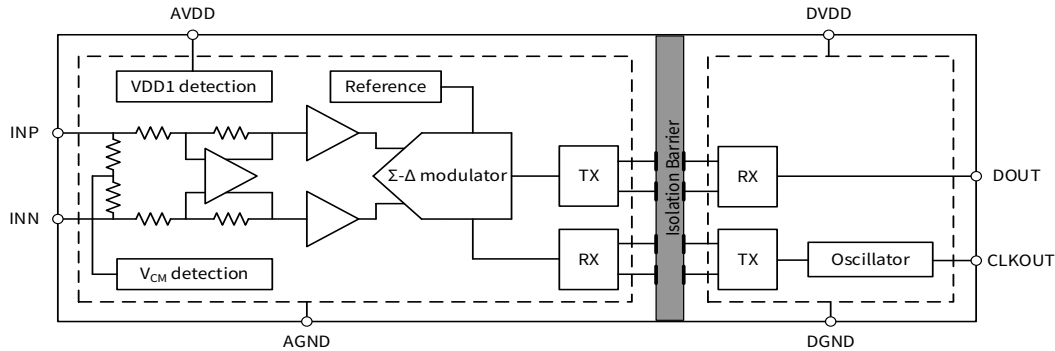 AVDD
DVDD
VDD1 detection
Reference
INP
Σ-Δ modulator
TX
Isolation Barrier
RX
DOUT
INN
VCM detection
RX
TX
Oscillator
CLKOUT
AGND
DGND